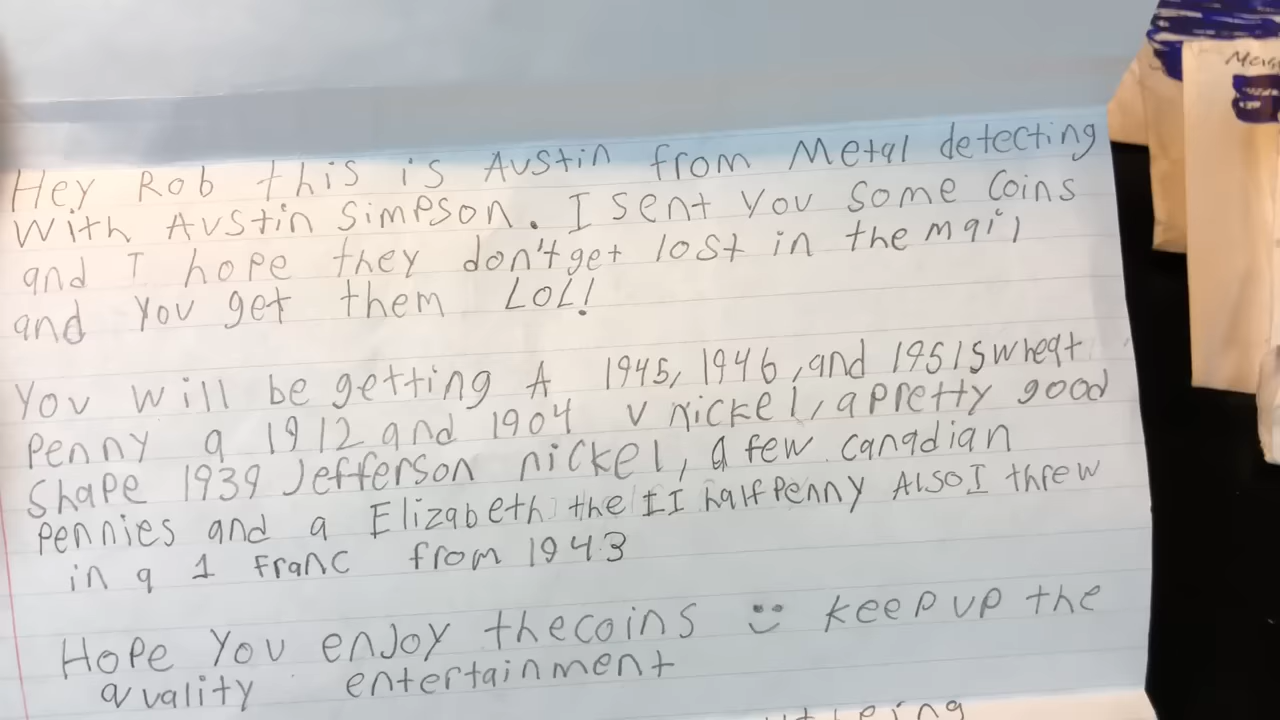 Hey Rob this is Austin from Metal detecting
With Austin Simpson. I sent you some Coins
and I hope they don't get lost in the mail
and you get them LOL!
You will be getting A 1945, 1946, and 1951S wheat
penny a 1912 and 1904 V nickel, a pretty good
shape 1939 Jefferson nickel, a few canadian
pennies and a Elizabeth the II half penny Also I threw
in a 1 Franc from 1943
Hope you enjoy the coins :) keep up the
quality entertainment